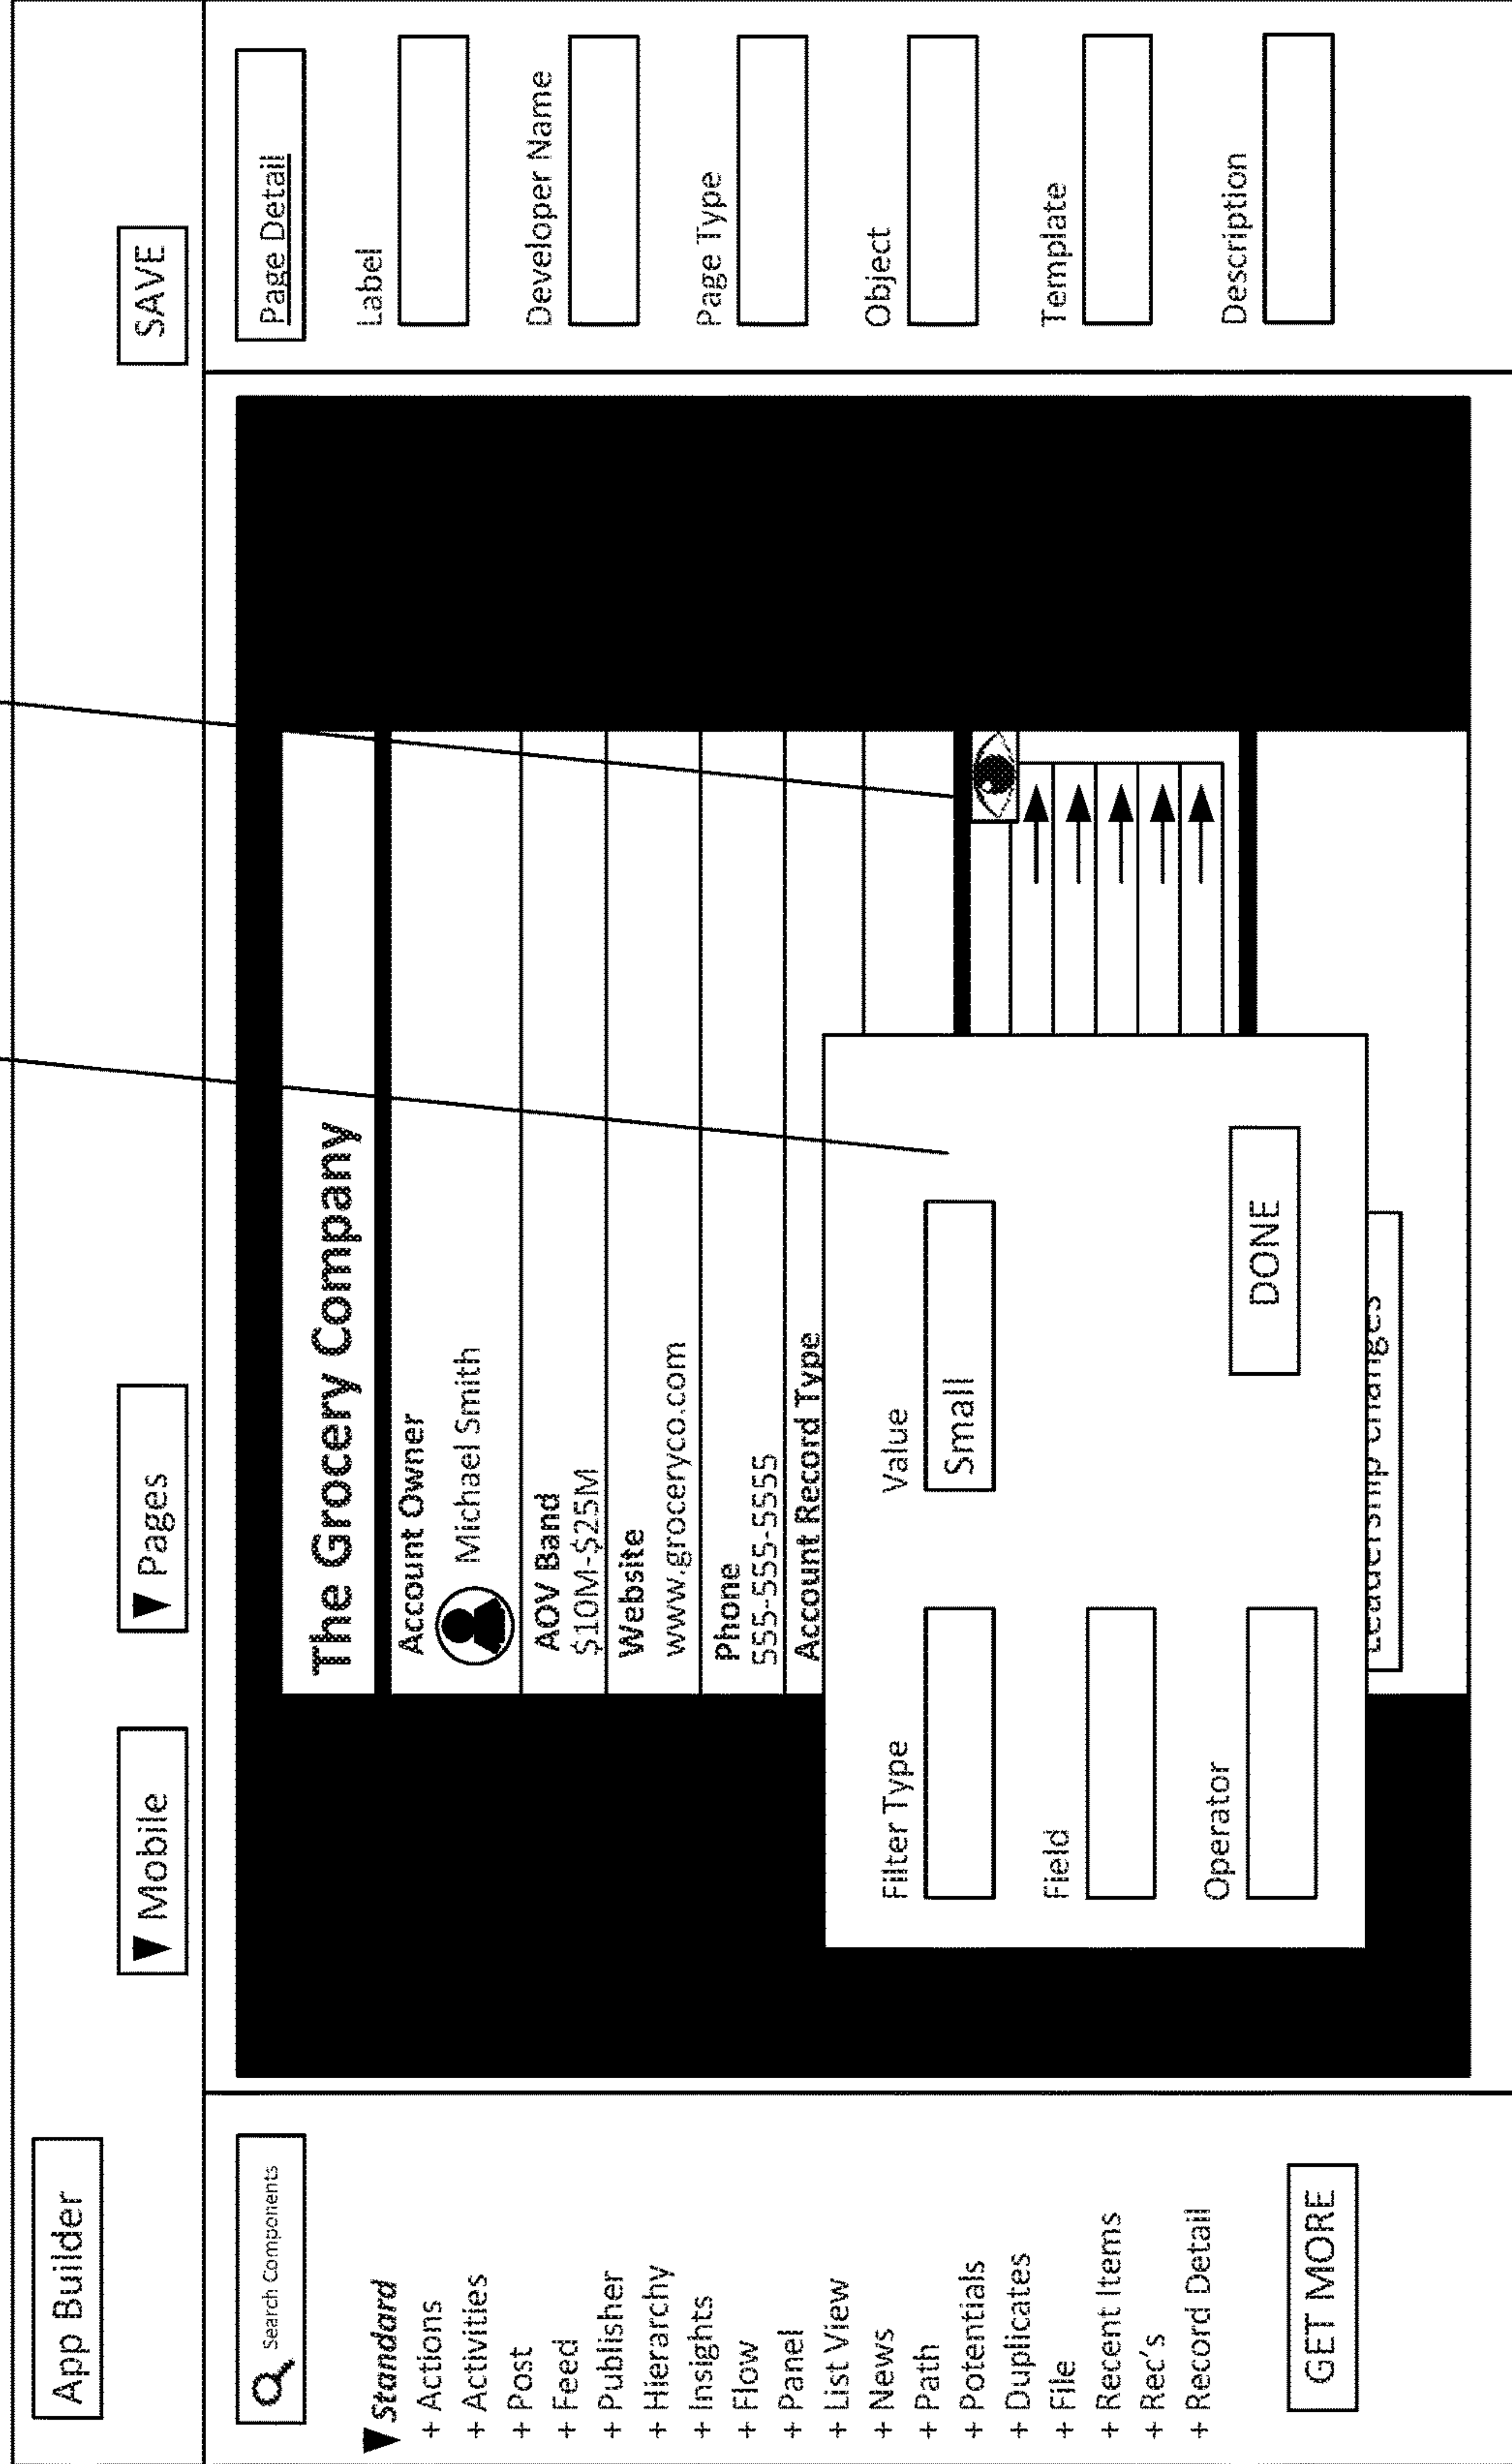 App Builder
▼ Mobile
▼ Pages
SAVE
Search Components
▼ Standard
+ Actions
+ Activities
+ Post
+ Feed
+ Publisher
+ Hierarchy
+ Insights
+ Flow
+ Panel
+ List View
+ News
+ Path
+ Potentials
+ Duplicates
+ File
+ Recent Items
+ Rec's
+ Record Detail
GET MORE
The Grocery Company
Account Owner
Michael Smith
AOV Band
$10M-$25M
Website
www.groceryco.com
Phone
555-555-5555
Account Record Type
Filter Type
Value
Small
Field
Operator
DONE
Leadership changes
Page Detail
Label
Developer Name
Page Type
Object
Template
Description